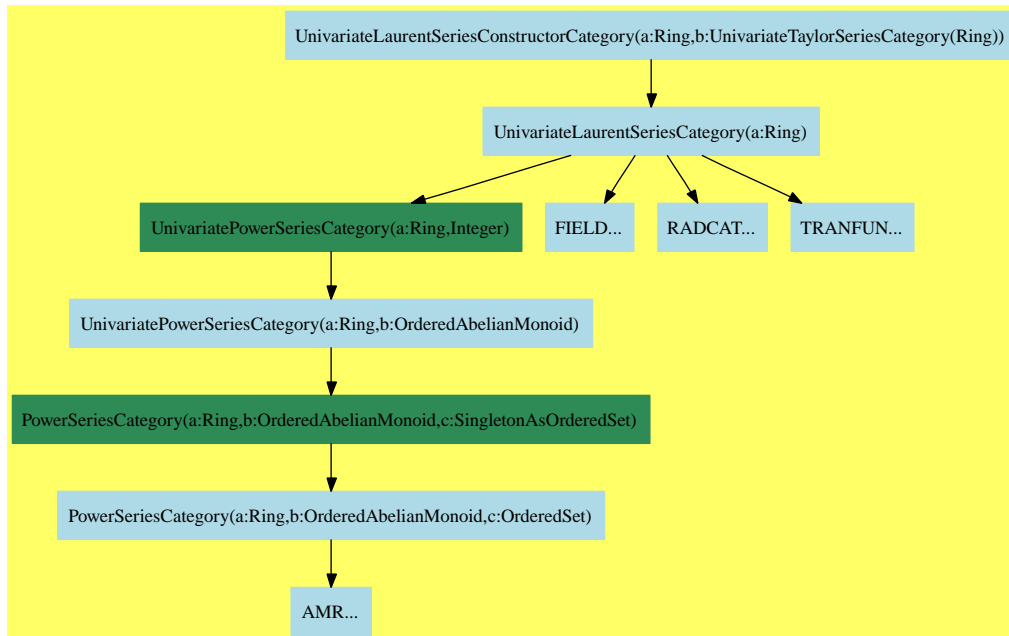 UnivariateLaurentSeriesConstructorCategory(a:Ring,b:UnivariateTaylorSeriesCategory(Ring))
UnivariateLaurentSeriesCategory(a:Ring)
UnivariatePowerSeriesCategory(a:Ring,Integer)
FIELD...
RADCAT...
TRANFUN...
UnivariatePowerSeriesCategory(a:Ring,b:OrderedAbelianMonoid)
PowerSeriesCategory(a:Ring,b:OrderedAbelianMonoid,c:SingletonAsOrderedSet)
PowerSeriesCategory(a:Ring,b:OrderedAbelianMonoid,c:OrderedSet)
AMR...